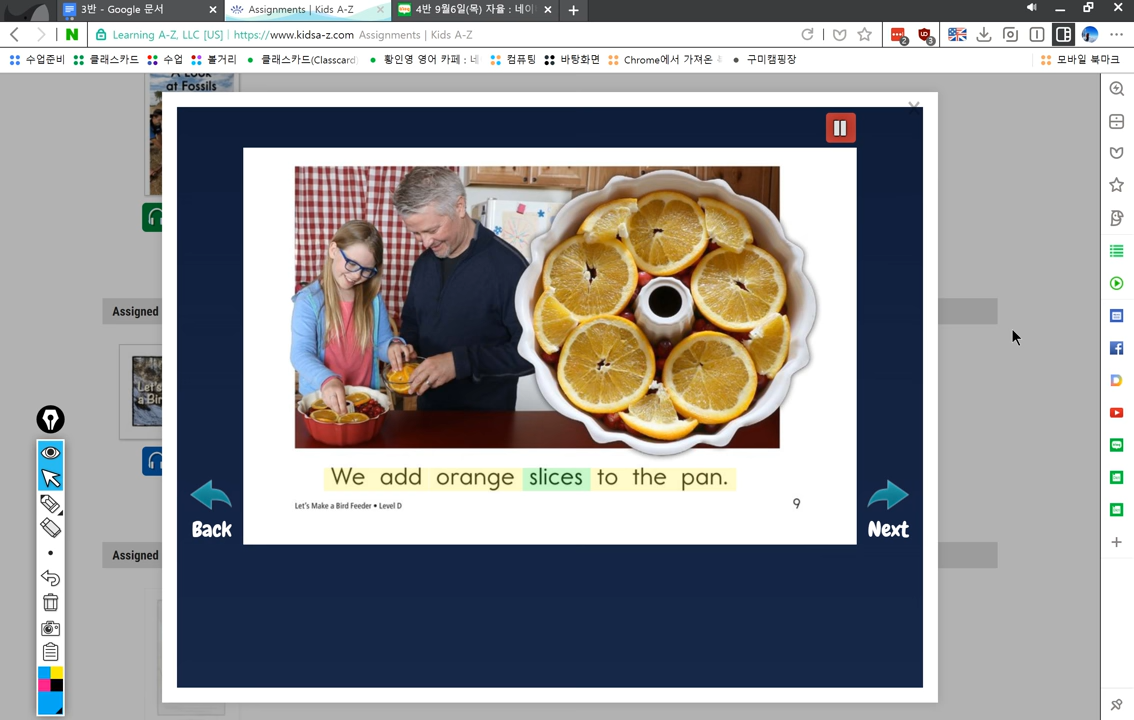 3반 - Google 문서
Assignments | Kids A-Z
4반 9월6일(목) 자율 : 네이
Learning A-Z, LLC [US] | https://www.kidsa-z.com Assignments | Kids A-Z
수업준비 클래스카드 수업 볼거리 클래스카드(Classcard 황인영 영어 카페 : 네 컴퓨팅 바탕화면 Chrome에서 가져온 구미캠핑장 모바일 북마크
A Look
at Fossils
Assigned
Let's
a Bir
We add orange slices to the pan.
Let's Make a Bird Feeder • Level D
9
Back
Next
Assigned